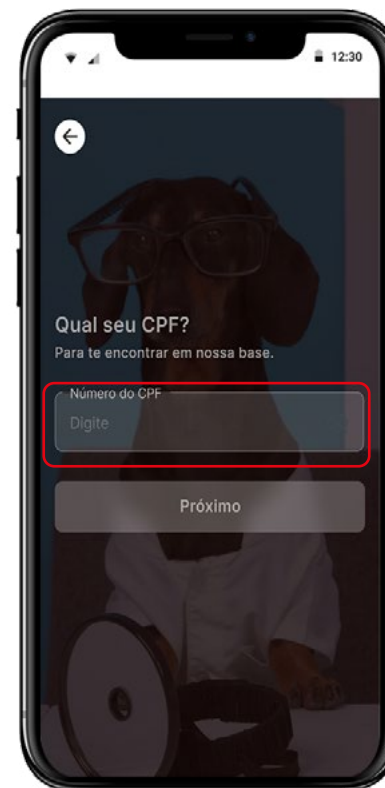 12:30
Qual seu CPF?
Para te encontrar em nossa base.
Número do CPF
Digite
Próximo